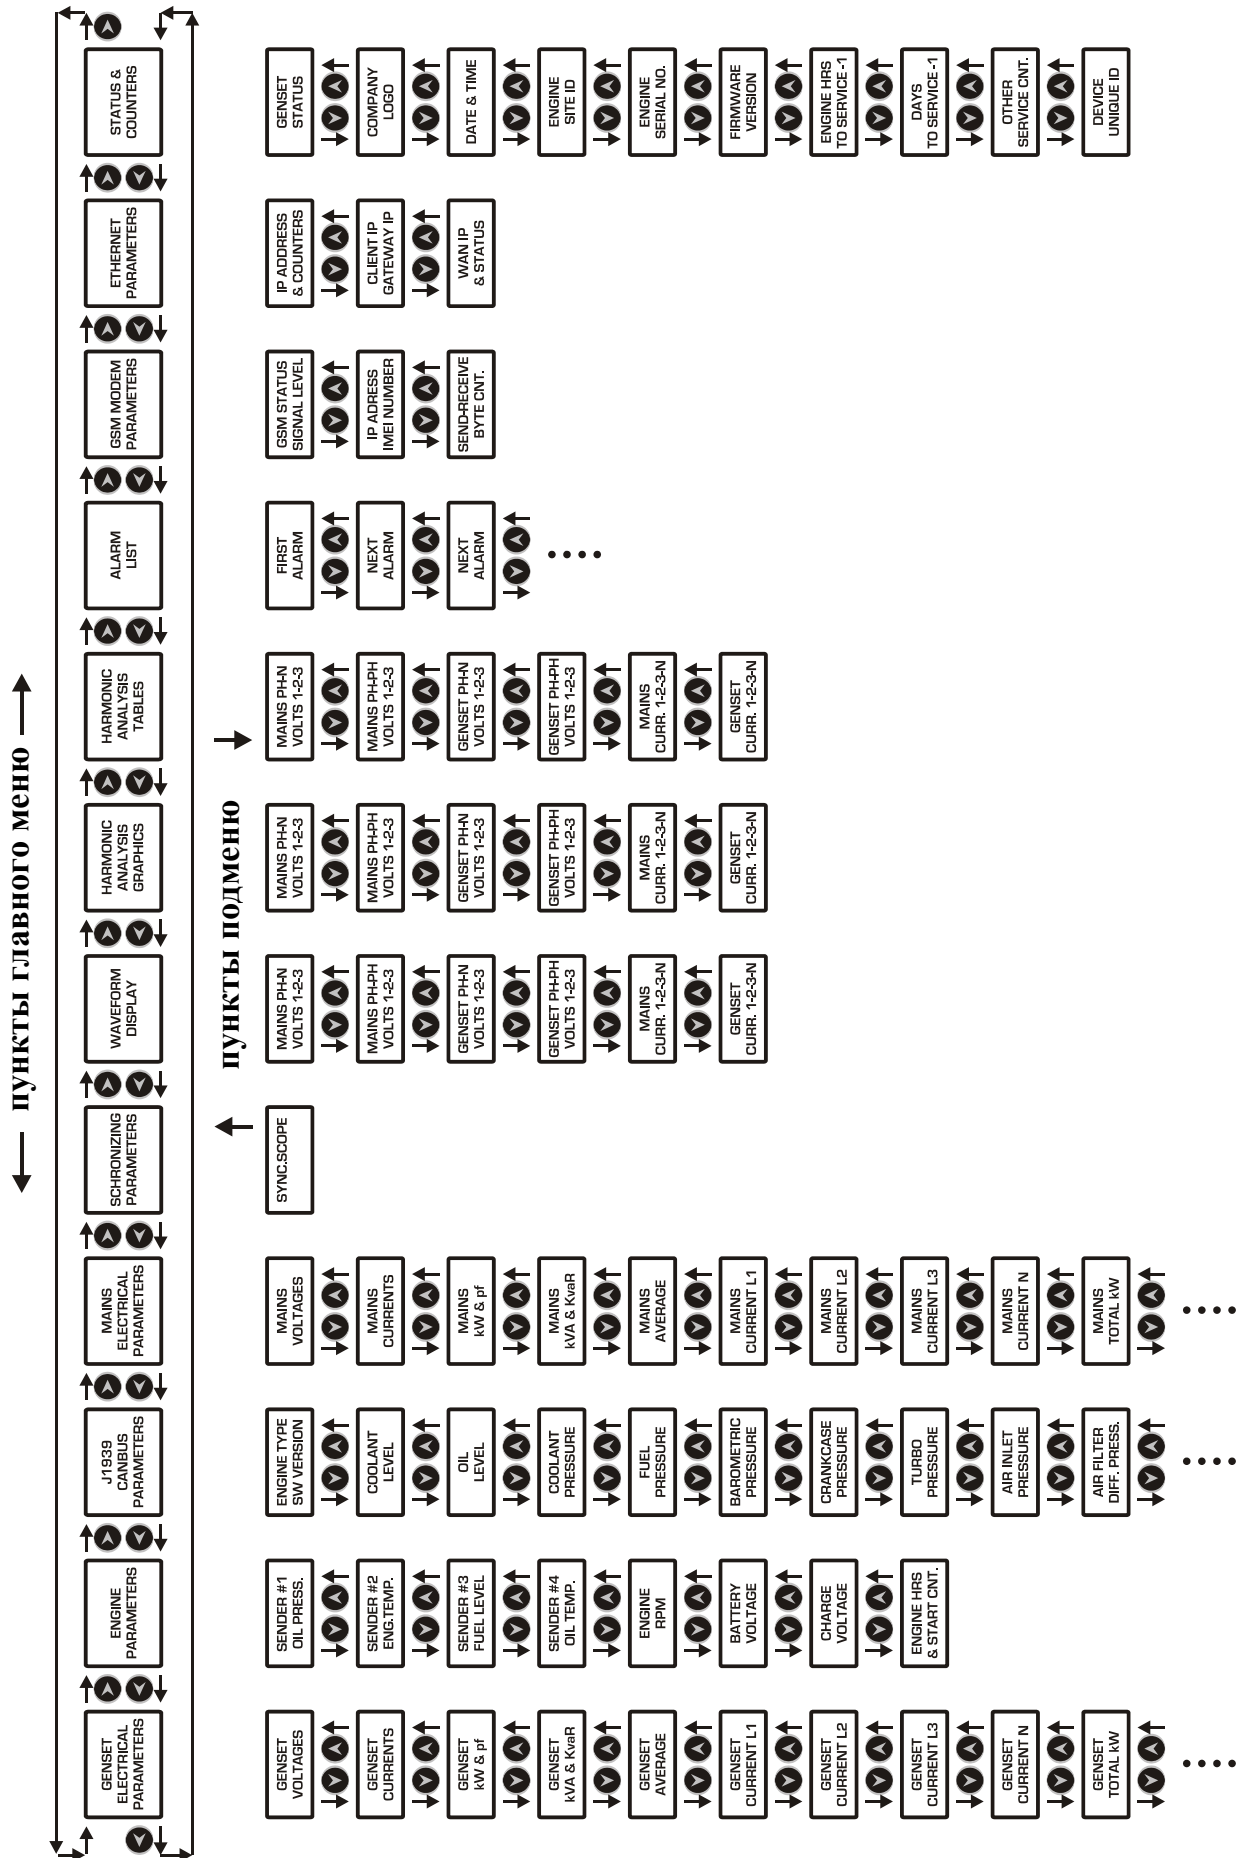 пункты главного меню
GENSET
ELECTRICAL
PARAMETERS
ENGINE
PARAMETERS
J1939
CANBUS
PARAMETERS
MAINS
ELECTRICAL
PARAMETERS
SCHRONIZING
PARAMETERS
WAVEFORM
DISPLAY
HARMONIC
ANALYSIS
GRAPHICS
HARMONIC
ANALYSIS
TABLES
ALARM
LIST
GSM MODEM
PARAMETERS
ETHERNET
PARAMETERS
STATUS &
COUNTERS
пункты подменю
GENSET
VOLTAGES
GENSET
CURRENTS
GENSET
kW & pf
GENSET
kVA & KvaR
GENSET
AVERAGE
GENSET
CURRENT L1
GENSET
CURRENT L2
GENSET
CURRENT L3
GENSET
CURRENT N
GENSET
TOTAL kW
SENDER #1
OIL PRESS.
SENDER #2
ENG.TEMP.
SENDER #3
FUEL LEVEL
SENDER #4
OIL TEMP.
ENGINE
RPM
BATTERY
VOLTAGE
CHARGE
VOLTAGE
ENGINE HRS
& START CNT.
ENGINE TYPE
SW VERSION
COOLANT
LEVEL
OIL
LEVEL
COOLANT
PRESSURE
FUEL
PRESSURE
BAROMETRIC
PRESSURE
CRANKCASE
PRESSURE
TURBO
PRESSURE
AIR INLET
PRESSURE
AIR FILTER
DIFF. PRESS.
MAINS
VOLTAGES
MAINS
CURRENTS
MAINS
kW & pf
MAINS
kVA & KvaR
MAINS
AVERAGE
MAINS
CURRENT L1
MAINS
CURRENT L2
MAINS
CURRENT L3
MAINS
CURRENT N
MAINS
TOTAL kW
SYNC.SCOPE
MAINS PH-N
VOLTS 1-2-3
MAINS PH-PH
VOLTS 1-2-3
GENSET PH-N
VOLTS 1-2-3
GENSET PH-PH
VOLTS 1-2-3
MAINS
CURR. 1-2-3-N
GENSET
CURR. 1-2-3-N
MAINS PH-N
VOLTS 1-2-3
MAINS PH-PH
VOLTS 1-2-3
GENSET PH-N
VOLTS 1-2-3
GENSET PH-PH
VOLTS 1-2-3
MAINS
CURR. 1-2-3-N
GENSET
CURR. 1-2-3-N
MAINS PH-N
VOLTS 1-2-3
MAINS PH-PH
VOLTS 1-2-3
GENSET PH-N
VOLTS 1-2-3
GENSET PH-PH
VOLTS 1-2-3
MAINS
CURR. 1-2-3-N
GENSET
CURR. 1-2-3-N
FIRST
ALARM
NEXT
ALARM
NEXT
ALARM
GSM STATUS
SIGNAL LEVEL
IP ADRESS
IMEI NUMBER
SEND-RECEIVE
BYTE CNT.
IP ADDRESS
& COUNTERS
CLIENT IP
GATEWAY IP
WAN IP
& STATUS
GENSET
STATUS
COMPANY
LOGO
DATE & TIME
ENGINE
SITE ID
ENGINE
SERIAL NO.
FIRMWARE
VERSION
ENGINE HRS
TO SERVICE -1
DAYS
TO SERVICE -1
OTHER
SERVICE CNT.
DEVICE
UNIQUE ID